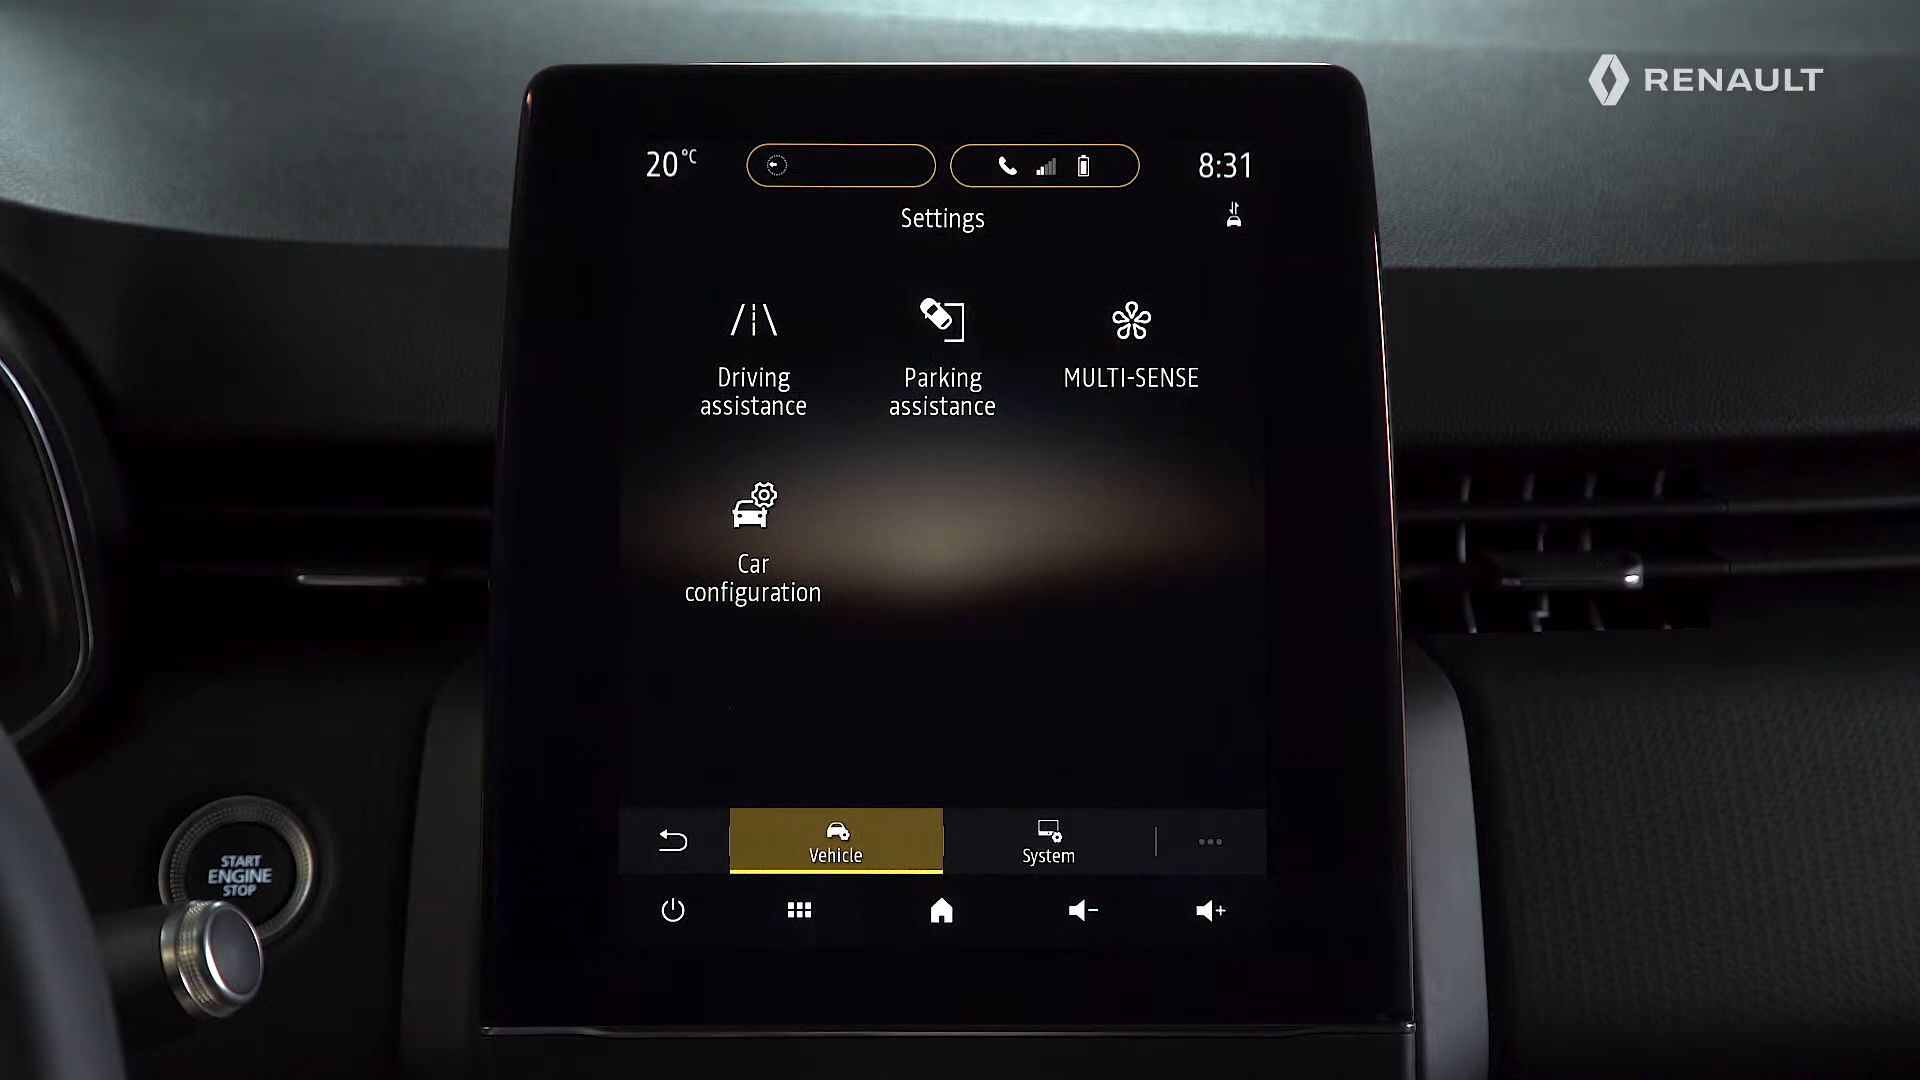 RENAULT
20°C
8:31
Settings
Driving
assistance
Parking
assistance
MULTI-SENSE
Car
configuration
Vehicle
System
START
ENGINE
STOP